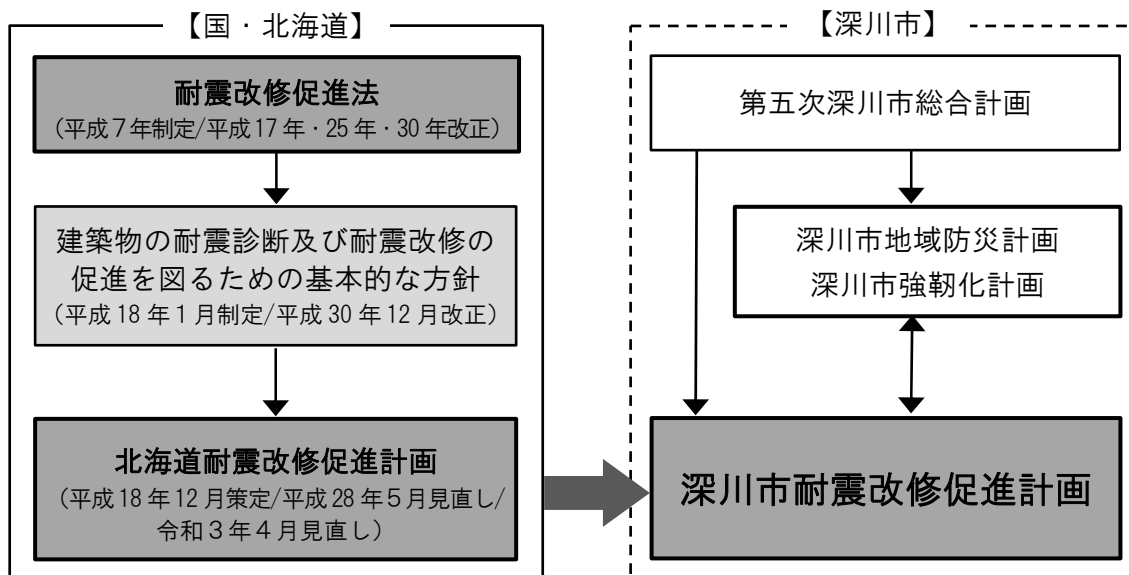 【国・北海道】
耐震改修促進法
（平成７年制定/平成17年・25年・30年改正）
建築物の耐震診断及び耐震改修の
促進を図るための基本的な方針
（平成18年１月制定/平成30年12月改正）
北海道耐震改修促進計画
（平成18年12月策定/平成28年５月見直し/
令和３年４月見直し）
【深川市】
第五次深川市総合計画
深川市地域防災計画
深川市強靭化計画
深川市耐震改修促進計画